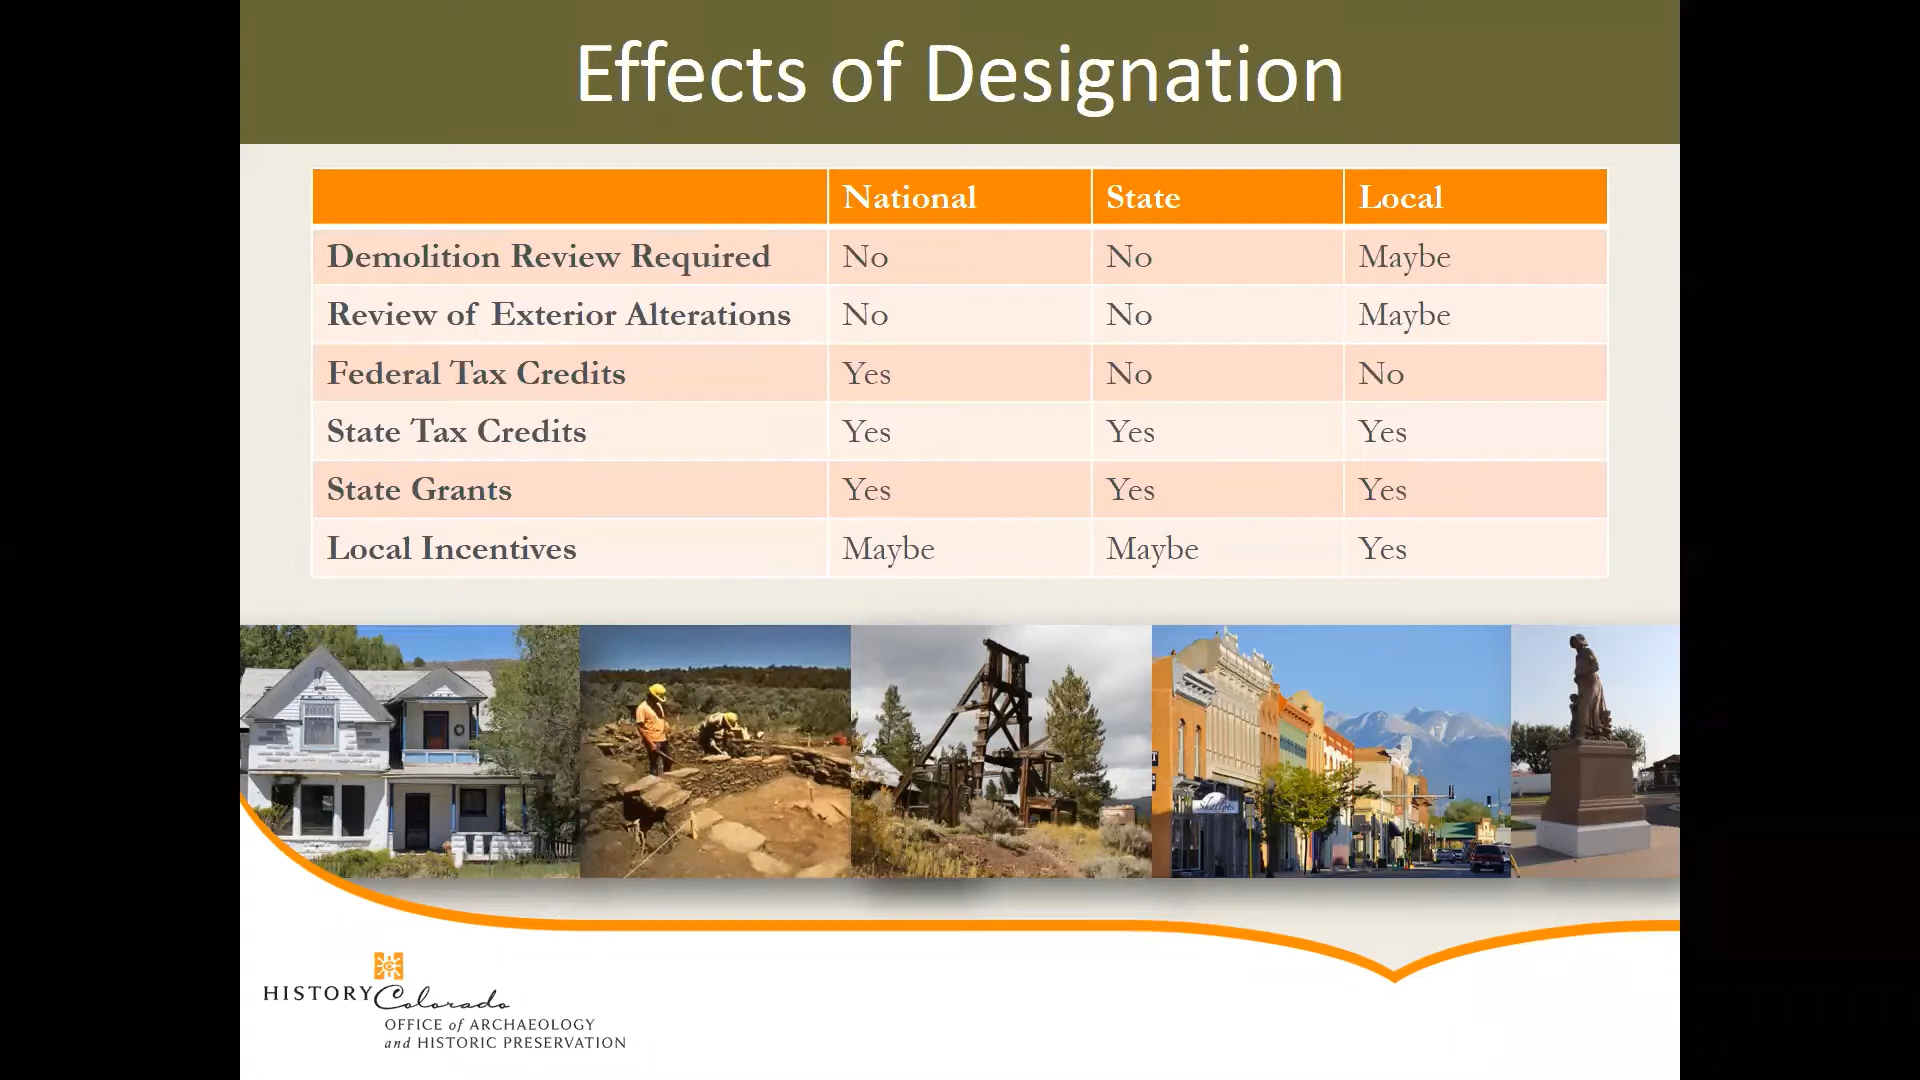 Effects of Designation
National State Local
Demolition Review Required No No Maybe
Review of Exterior Alterations No No Maybe
Federal Tax Credits Yes No No
State Tax Credits Yes Yes Yes
State Grants Yes Yes Yes
Local Incentives Maybe Maybe Yes
Shallots
HISTORY Colorado
OFFICE of ARCHAEOLOGY
and HISTORIC PRESERVATION